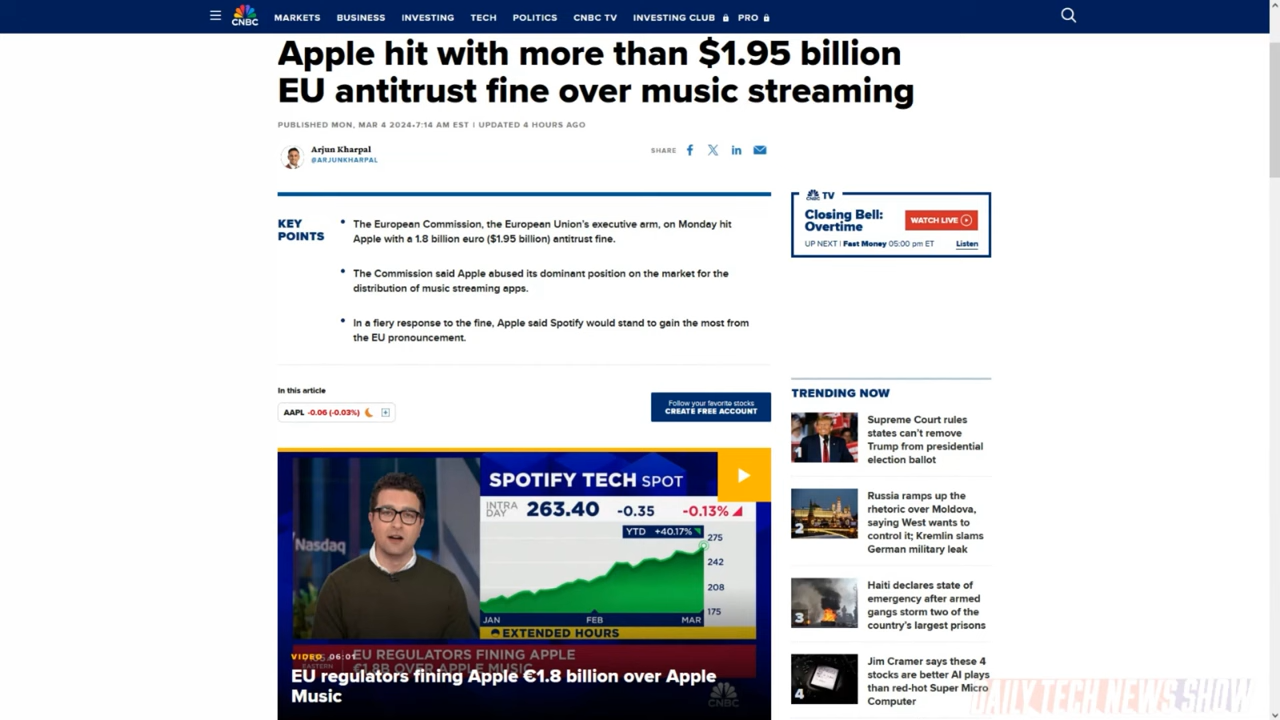 CNBC
MARKETS
BUSINESS
INVESTING
TECH
POLITICS
CNBC TV
INVESTING CLUB
PRO
Apple hit with more than $1.95 billion
EU antitrust fine over music streaming
PUBLISHED MON, MAR 4 2024•7:14 AM EST | UPDATED 4 HOURS AGO
Arjun Kharpal
@ARJUNKHARPAL
SHARE
KEY
POINTS
The European Commission, the European Union's executive arm, on Monday hit
Apple with a 1.8 billion euro ($1.95 billion) antitrust fine.
The Commission said Apple abused its dominant position on the market for the
distribution of music streaming apps.
In a fiery response to the fine, Apple said Spotify would stand to gain the most from
the EU pronouncement.
In this article
AAPL -0.06 (-0.03%)
Follow your favorite stocks
CREATE FREE ACCOUNT
Nasdaq
SPOTIFY TECH SPOT
INTRA
DAY
263.40 -0.35 -0.13%
YTD +40.17%
275
242
208
175
JAN FEB MAR
EXTENDED HOURS
VIDEO 06:01
EASTERN
EU REGULATORS FINING APPLE
€1.8B OVER APPLE MUSIC
EU regulators fining Apple €1.8 billion over Apple
Music
CNBC
CNBC TV
Closing Bell:
Overtime
WATCH LIVE
UP NEXT | Fast Money 05:00 pm ET
Listen
TRENDING NOW
1
Supreme Court rules
states can't remove
Trump from presidential
election ballot
2
Russia ramps up the
rhetoric over Moldova,
saying West wants to
control it; Kremlin slams
German military leak
3
Haiti declares state of
emergency after armed
gangs storm two of the
country's largest prisons
4
Jim Cramer says these 4
stocks are better AI plays
than red-hot Super Micro
Computer
DAILY TECH NEWS SHOW